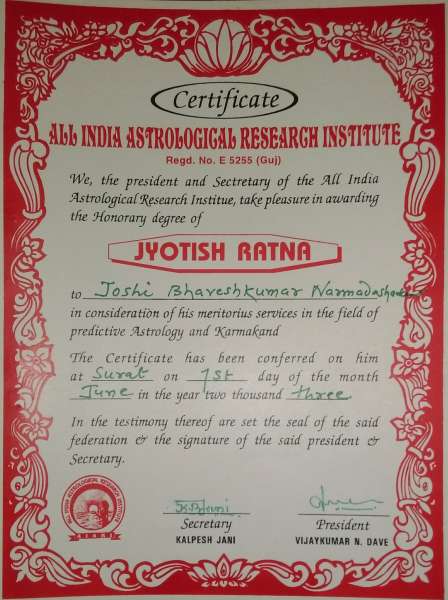 Certificate
ALL INDIA ASTROLOGICAL RESEARCH INSTITUTE
Regd. No. E 5255 (Guj)
We, the president and Sectretary of the All India
Astrological Research Institue, take pleasure in awarding
the Honorary degree of
JYOTISH RATNA
to Joshi Bhaveshkumar Narmadashankar
in consideration of his meritorius services in the field of
predictive Astrology and Karmakand
The Certificate has been conferred on him
at Surat on 1st day of the month
June in the year two thousand three
In the testimony thereof are set the seal of the said
federation & the signature of the said president &
Secretary.
Secretary President
KALPESH JANI VIJAYKUMAR N. DAVE